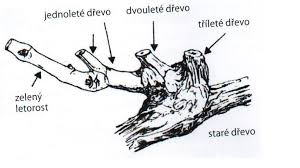 jednoleté dřevo
dvouleté dřevo
tříleté dřevo
zelený
letorost
staré dřevo